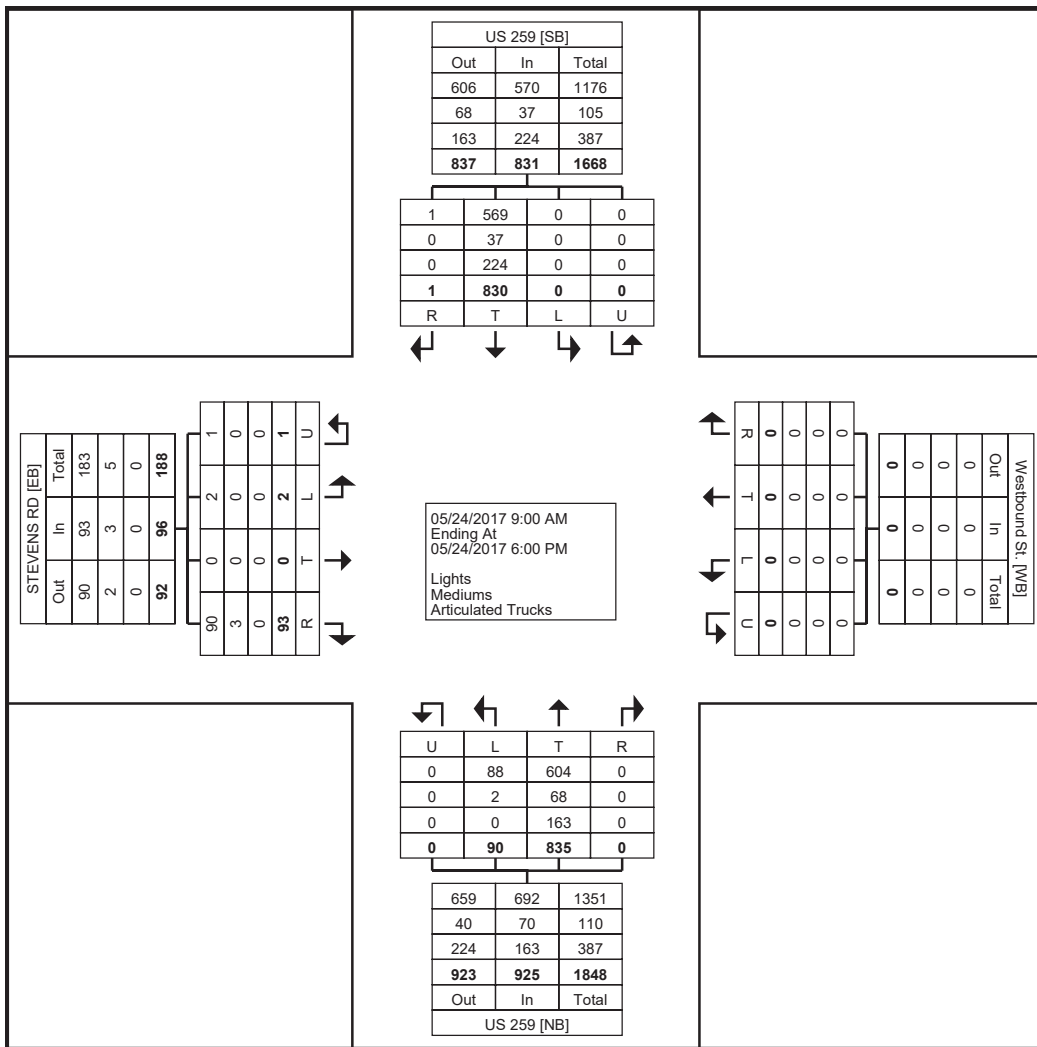 US 259 [SB]
Out In Total
606 570 1176
68 37 105
163 224 387
837 831 1668
1 569 0 0
0 37 0 0
0 224 0 0
1 830 0 0
R T L U
STEVENS RD [EB]
Total In Out
183 93 90
5 3 2
0 0 0
188 96 92
1 2 0 90
0 0 0 3
0 0 0 0
1 2 0 93
U L T R
05/24/2017 9:00 AM
Ending At
05/24/2017 6:00 PM
Lights
Mediums
Articulated Trucks
R T L U
0 0 0 0
0 0 0 0
0 0 0 0
0 0 0 0
Westbound St. [WB]
Out In Total
0 0 0
0 0 0
0 0 0
0 0 0
U L T R
0 88 604 0
0 2 68 0
0 0 163 0
0 90 835 0
659 692 1351
40 70 110
224 163 387
923 925 1848
Out In Total
US 259 [NB]